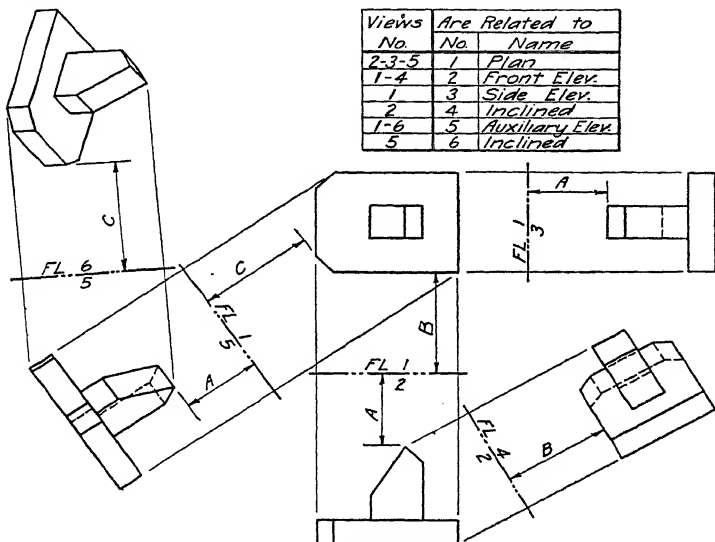 Views Are Related to
No. No. Name
2-3-5 1 Plan
1-4 2 Front Elev.
1 3 Side Elev.
2 4 Inclined
1-6 5 Auxiliary Elev.
5 6 Inclined
A
FL 1
3
C
FL 6
5
C
FL 1
5
A
B
FL 1
2
A
FL 4
2
B